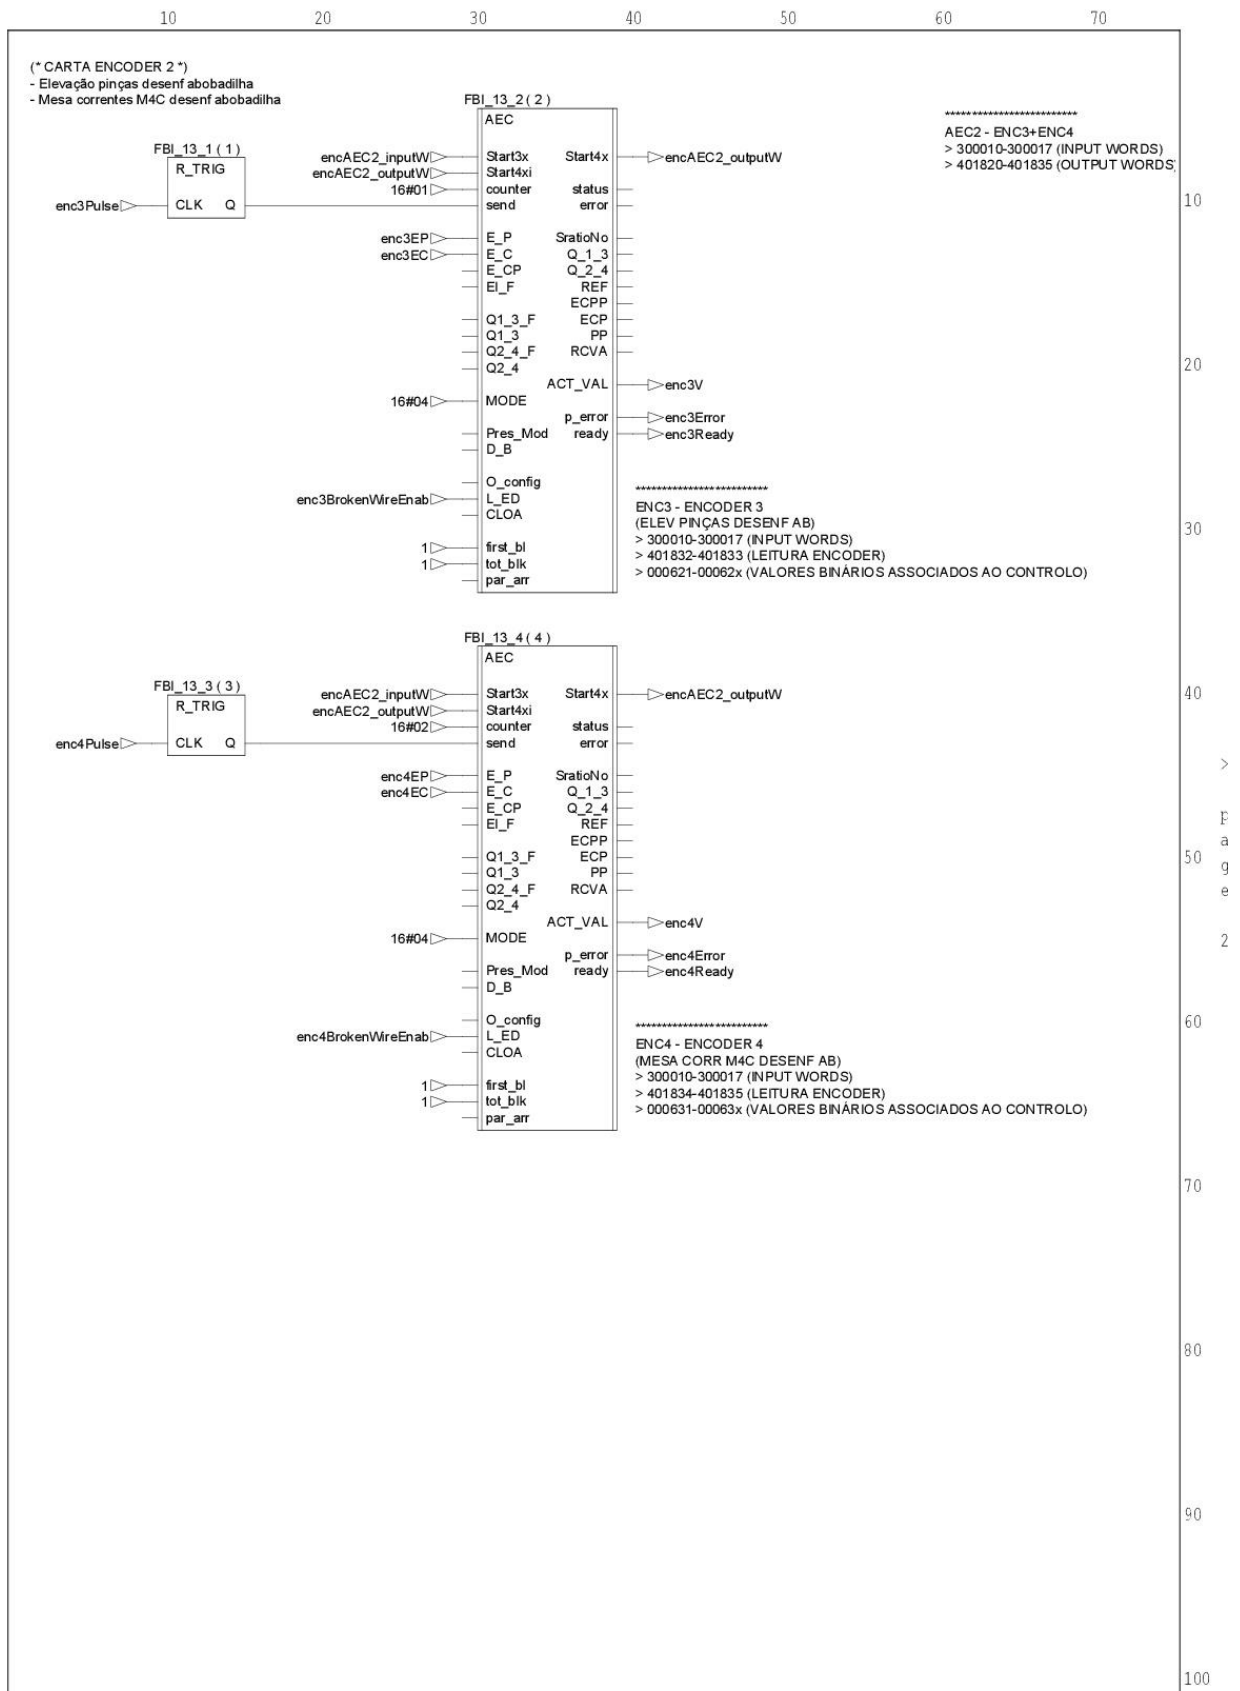 10 20 30 40 50 60 70
(* CARTA ENCODER 2 *)
- Elevação pinças desenf abobadilha
- Mesa correntes M4C desenf abobadilha
FBI_13_2 ( 2 )
AEC
*************************
AEC2 - ENC3+ENC4
> 300010-300017 (INPUT WORDS)
> 401820-401835 (OUTPUT WORDS)
FBI_13_1 ( 1 )
R_TRIG
enc3Pulse CLK Q
encAEC2_inputW Start3x Start4x encAEC2_outputW
encAEC2_outputW Start4xi
16#01 counter status
send error
10
enc3EP E_P SratioNo
enc3EC E_C Q_1_3
E_CP Q_2_4
EI_F REF
ECPP
Q1_3_F ECP
Q1_3 PP
Q2_4_F RCVA
Q2_4
20
ACT_VAL enc3V
16#04 MODE
p_error enc3Error
Pres_Mod ready enc3Ready
D_B
O_config
enc3BrokenWireEnab L_ED
CLOA
1 first_bl
1 tot_blk
par_arr
*************************
ENC3 - ENCODER 3
(ELEV PINÇAS DESENF AB)
> 300010-300017 (INPUT WORDS)
> 401832-401833 (LEITURA ENCODER)
> 000621-00062x (VALORES BINÁRIOS ASSOCIADOS AO CONTROLO)
30
FBI_13_4 ( 4 )
AEC
FBI_13_3 ( 3 )
R_TRIG
enc4Pulse CLK Q
encAEC2_inputW Start3x Start4x encAEC2_outputW
encAEC2_outputW Start4xi
16#02 counter status
send error
40
enc4EP E_P SratioNo
enc4EC E_C Q_1_3
E_CP Q_2_4
EI_F REF
ECPP
Q1_3_F ECP
Q1_3 PP
Q2_4_F RCVA
Q2_4
50
ACT_VAL enc4V
16#04 MODE
p_error enc4Error
Pres_Mod ready enc4Ready
D_B
O_config
enc4BrokenWireEnab L_ED
CLOA
1 first_bl
1 tot_blk
par_arr
*************************
ENC4 - ENCODER 4
(MESA CORR M4C DESENF AB)
> 300010-300017 (INPUT WORDS)
> 401834-401835 (LEITURA ENCODER)
> 000631-00063x (VALORES BINÁRIOS ASSOCIADOS AO CONTROLO)
60
70
80
90
100
> page 2